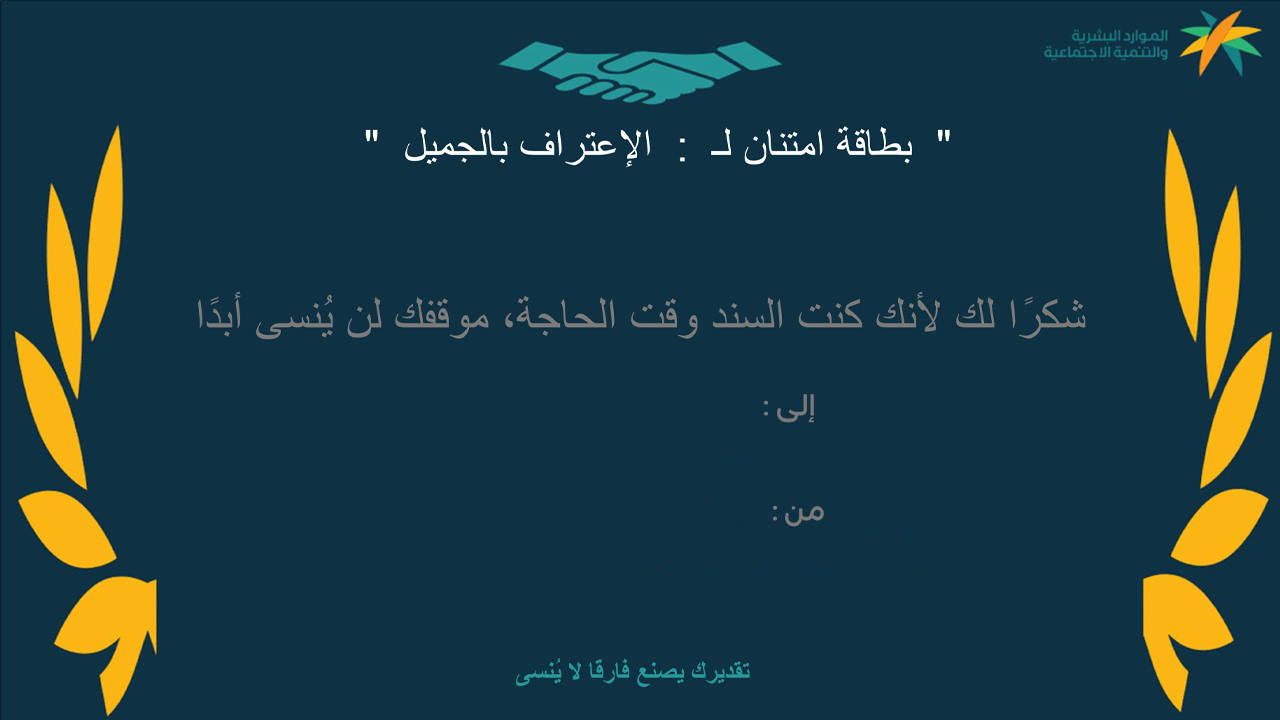 الموارد البشرية
والتنمية الاجتماعية
" بطاقة امتنان لـ : الإعتراف بالجميل "
شكرًا لك لأنك كنت السند وقت الحاجة، موقفك لن يُنسى أبدًا
إلى :
من :
تقديرك يصنع فارقا لا يُنسى